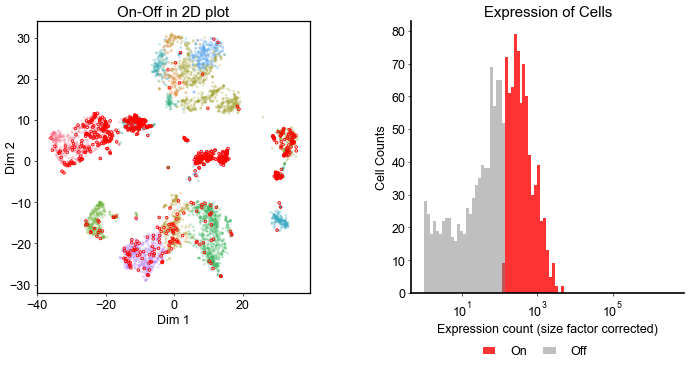 On-Off in 2D plot
Dim 2
30
20
10
0
−10
−20
−30
−40
−20
0
20
Dim 1
Expression of Cells
Cell Counts
80
70
60
50
40
30
20
10
0
10^1
10^3
10^5
Expression count (size factor corrected)
On
Off